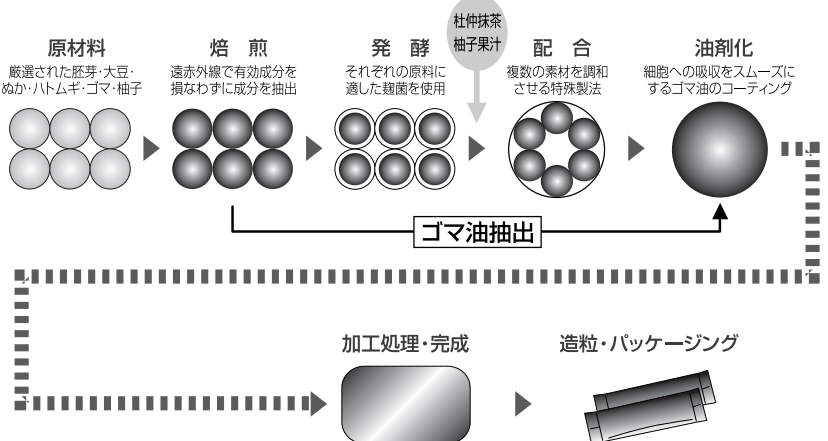 杜仲抹茶
柚子果汁
原材料
厳選された胚芽・大豆・
ぬか・ハトムギ・ゴマ・柚子
焙 煎
遠赤外線で有効成分を
損なわずに成分を抽出
発 酵
それぞれの原料に
適した麹菌を使用
配 合
複数の素材を調和
させる特殊製法
油剤化
細胞への吸収をスムーズに
するゴマ油のコーティング
ゴマ油抽出
加工処理・完成
造粒・パッケージング